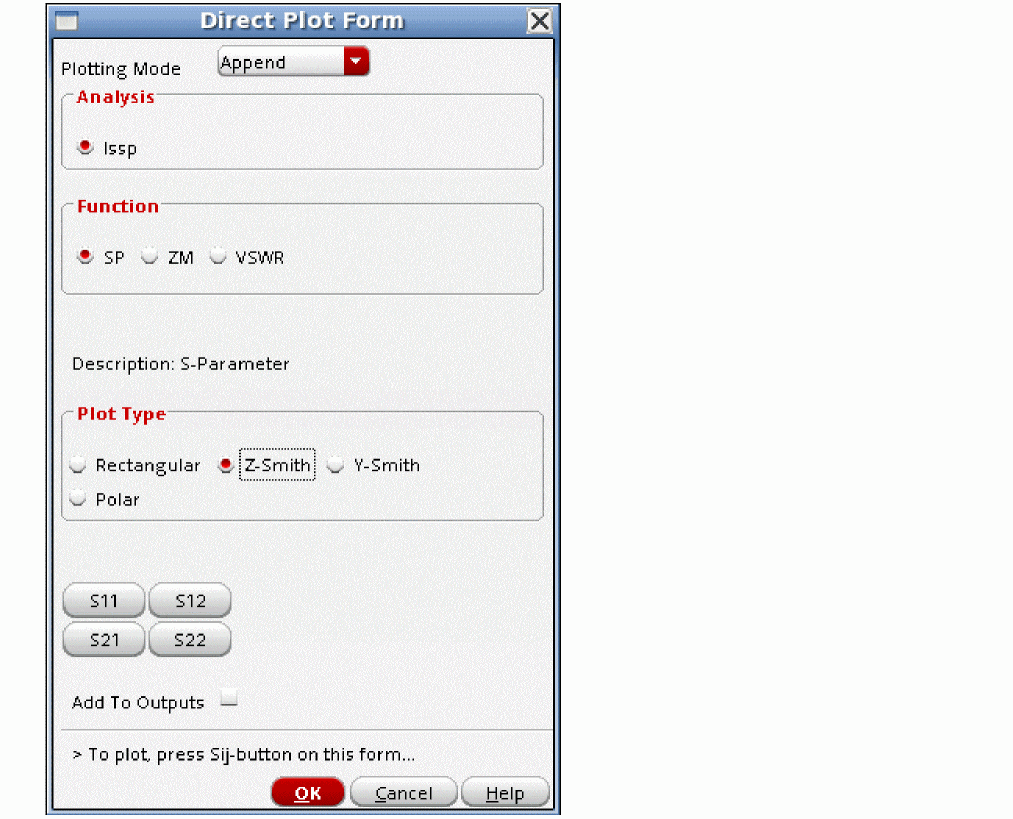 Direct Plot Form
Plotting Mode Append
Analysis
lssp
Function
SP ZM VSWR
Description: S-Parameter
Plot Type
Rectangular Z-Smith Y-Smith
Polar
S11 S12
S21 S22
Add To Outputs
> To plot, press Sij-button on this form...
OK Cancel Help